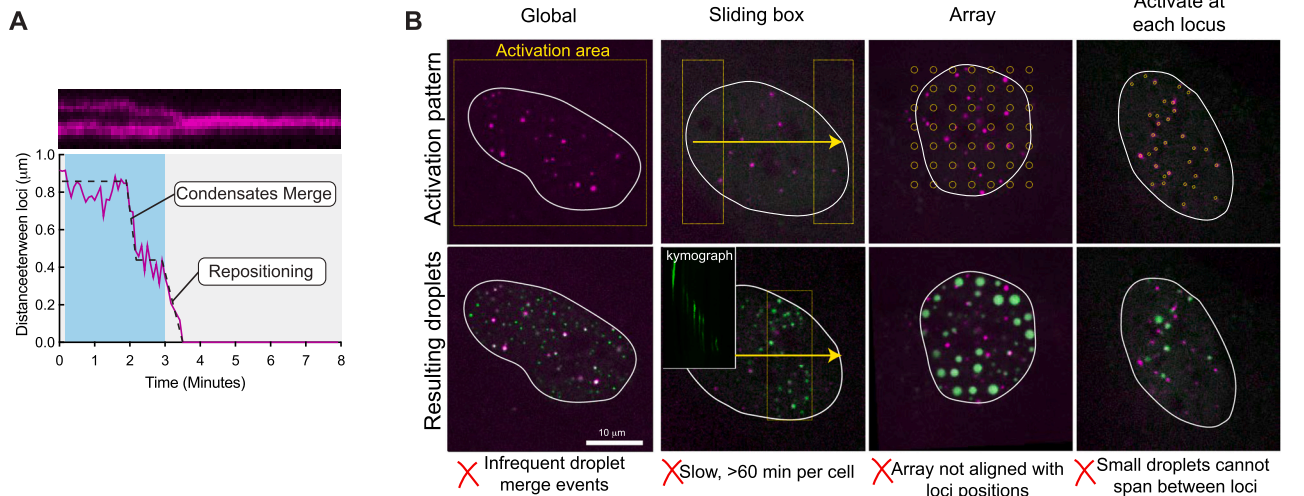 A
Distanceeterween loci (μm)
1.0
0.8
0.6
0.4
0.2
0.0
Condensates Merge
Repositioning
0 1 2 3 4 5 6 7 8
Time (Minutes)
B
Global
Sliding box
Array
Activate at
each locus
Activation pattern
Activation area
Resulting droplets
kymograph
10 μm
Infrequent droplet
merge events
Slow, >60 min per cell
Array not aligned with
loci positions
Small droplets cannot
span between loci